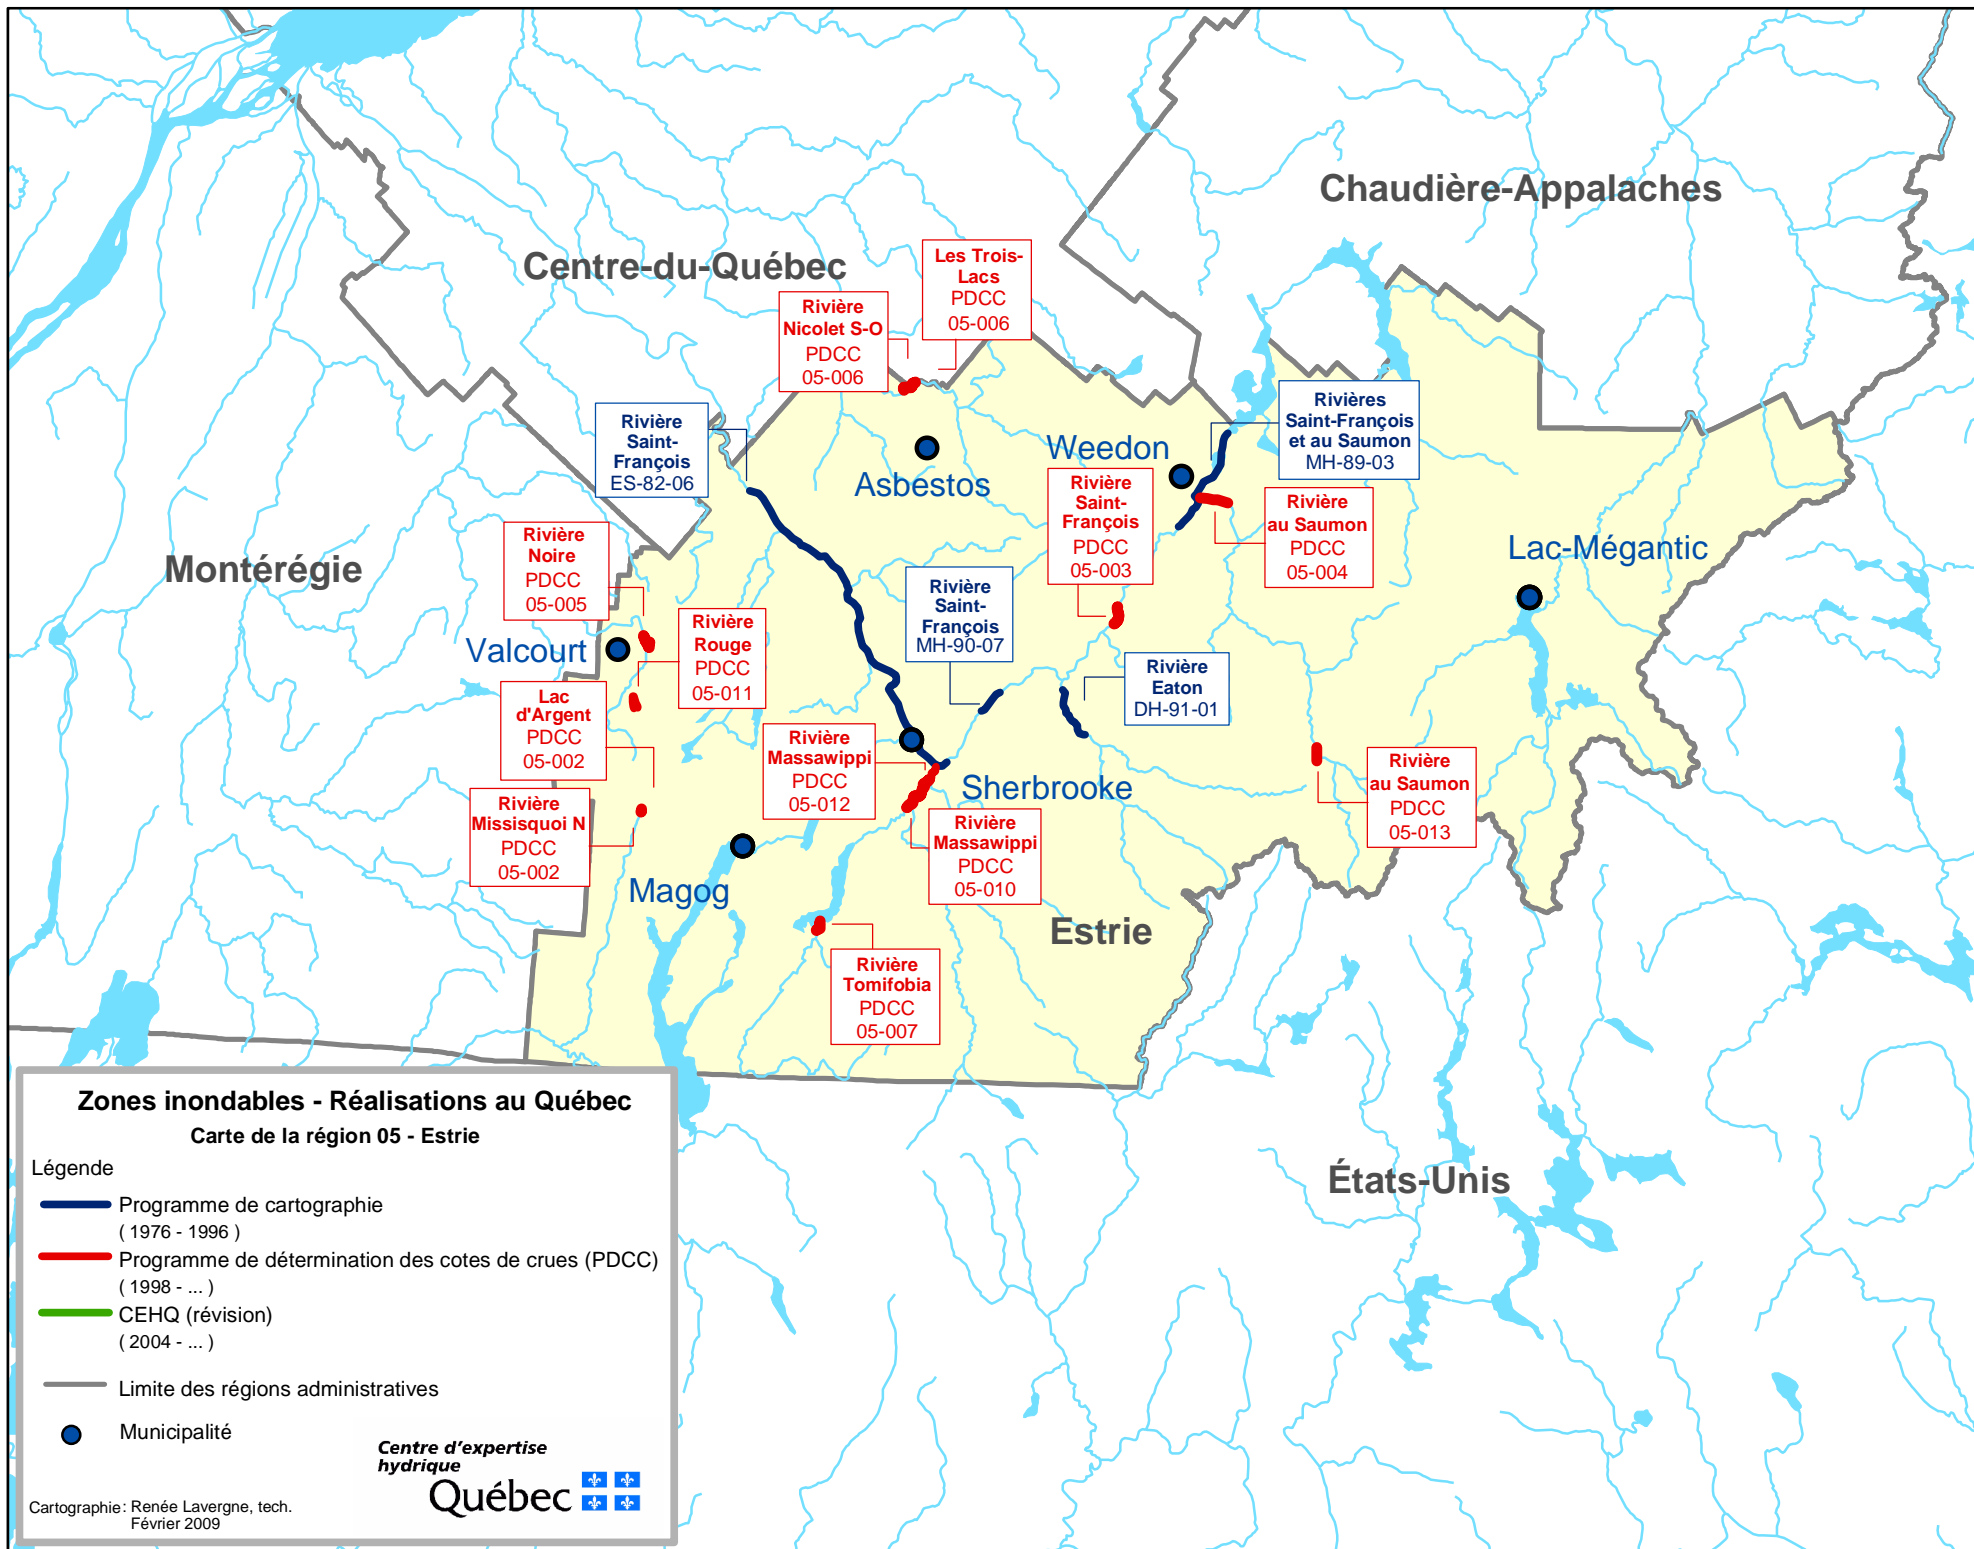 Chaudière-Appalaches
Centre-du-Québec
Les Trois-
Lacs
PDCC
05-006
Rivière
Nicolet S-O
PDCC
05-006
Rivière
Saint-
François
ES-82-06
Rivières
Saint-François
et au Saumon
MH-89-03
Weedon
Asbestos
Rivière
Saint-
François
PDCC
05-003
Rivière
au Saumon
PDCC
05-004
Lac-Mégantic
Montérégie
Rivière
Noire
PDCC
05-005
Rivière
Saint-
François
MH-90-07
Valcourt
Rivière
Rouge
PDCC
05-011
Rivière
Eaton
DH-91-01
Lac
d'Argent
PDCC
05-002
Rivière
Massawippi
PDCC
05-012
Sherbrooke
Rivière
au Saumon
PDCC
05-013
Rivière
Missisquoi N
PDCC
05-002
Rivière
Massawippi
PDCC
05-010
Magog
Estrie
Rivière
Tomifobia
PDCC
05-007
États-Unis
Zones inondables - Réalisations au Québec
Carte de la région 05 - Estrie
Légende
Programme de cartographie
( 1976 - 1996 )
Programme de détermination des cotes de crues (PDCC)
( 1998 - ... )
CEHQ (révision)
( 2004 - ... )
Limite des régions administratives
Municipalité
Centre d'expertise
hydrique
Québec
Cartographie: Renée Lavergne, tech.
Février 2009